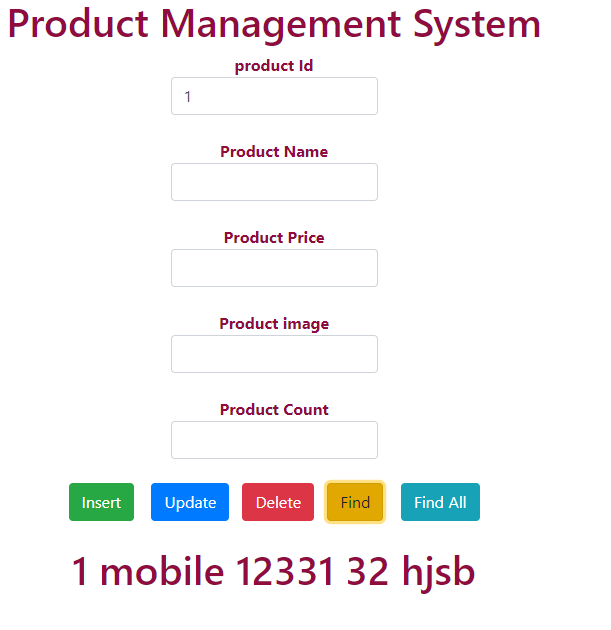 Product Management System
product Id
1
Product Name
Product Price
Product image
Product Count
Insert Update Delete Find Find All
1 mobile 12331 32 hjsb